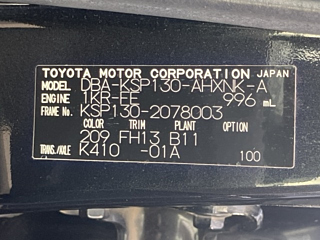 TOYOTA MOTOR CORPORATION JAPAN
MODEL DBA-KSP130-AHXNK-A
ENGINE 1KR-FE 996 mL
FRAME No. KSP130-2078003
COLOR TRIM PLANT OPTION
209 FH13 B11
TRANS./AXLE K410 -01A 100